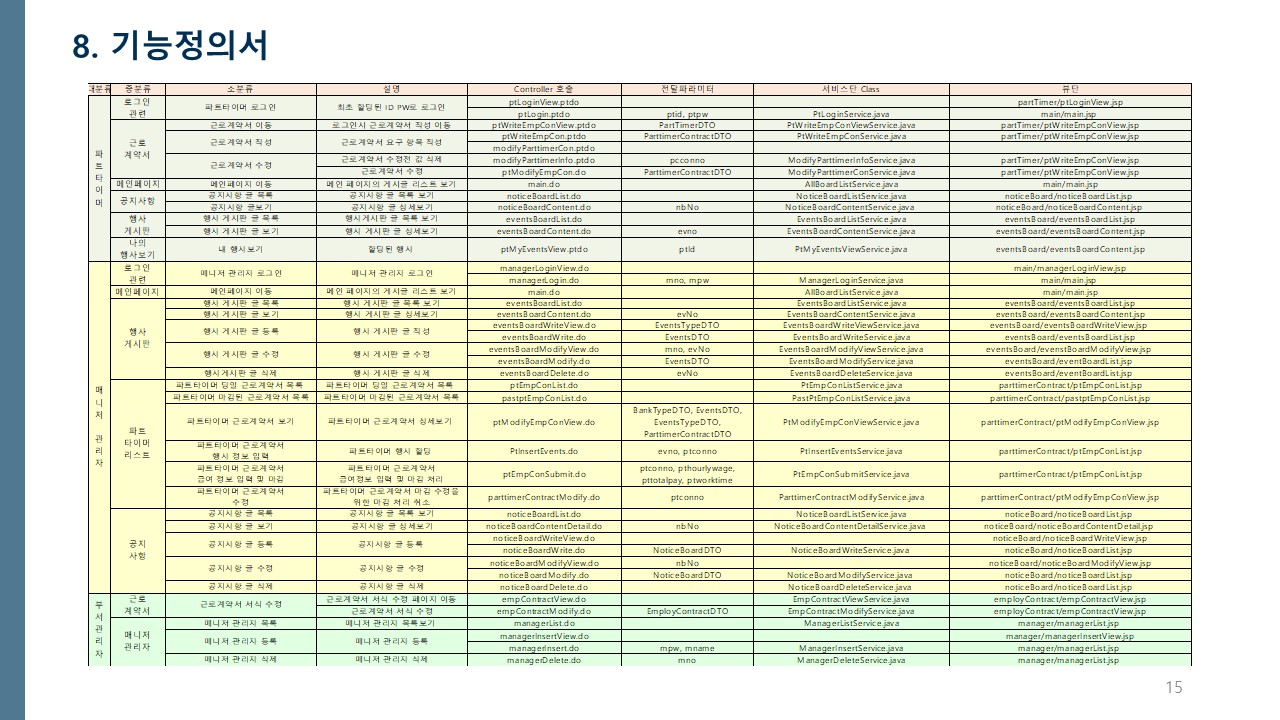 8. 기능정의서
대분류 중분류 소분류 설명 Controller 호출 전달파라미터 서비스단 Class 뷰단
파트타이머
로그인 관련 파트타이머 로그인 최초 할당된 ID PW로 로그인 ptLoginView.ptdo partTimer/ptLoginView.jsp
ptLogin.ptdo ptid, ptpw PtLoginService.java main/main.jsp
근로 계약서 근로계약서 이동 로그인시 근로계약서 작성 이동 ptWriteEmpConView.ptdo PartTimerDTO PtWriteEmpConViewService.java partTimer/ptWriteEmpConView.jsp
근로계약서 작성 근로계약서 요구 항목 작성 ptWriteEmpCon.ptdo ParttimerContractDTO PtWriteEmpConService.java partTimer/ptWriteEmpConView.jsp
modifyParttimerCon.ptdo
근로계약서 수정 근로계약서 수정전 값 삭제 modifyParttimerInfo.ptdo pcconno ModifyParttimerInfoService.java partTimer/ptWriteEmpConView.jsp
근로계약서 수정 ptModifyEmpCon.do ParttimerContractDTO ModifyParttimerConService.java partTimer/ptWriteEmpConView.jsp
메인페이지 메인페이지 이동 메인 페이지의 게시글 리스트 보기 main.do AllBoardListService.java main/main.jsp
공지사항 공지사항 글 목록 공지사항 글 목록 보기 noticeBoardList.do NoticeBoardListService.java noticeBoard/noticeBoardList.jsp
공지사항 글보기 공지사항 글 상세보기 noticeBoardContent.do nbNo NoticeBoardContentService.java noticeBoard/noticeBoardContent.jsp
행사 게시판 행시 게시판 글 목록 행시게시판 글 목록 보기 eventsBoardList.do EventsBoardListService.java eventsBoard/eventsBoardList.jsp
행시 게시판 글 보기 행시 게시판 글 상세보기 eventsBoardContent.do evno EventsBoardContentService.java eventsBoard/eventsBoardContent.jsp
나의 행사보기 내 행사보기 할당된 행사 ptMyEventsView.ptdo ptId PtMyEventsViewService.java eventsBoard/eventsBoardContent.jsp
매니저 관리자
로그인 관련 메니저 관리지 로그인 메니저 관리지 로그인 managerLoginView.do main/managerLoginView.jsp
managerLogin.do mno, mpw ManagerLoginService.java main/main.jsp
메인페이지 메인페이지 이동 메인 페이지의 게시글 리스트 보기 main.do AllBoardListService.java main/main.jsp
행사 게시판 행시 게시판 글 목록 행시 게시판 글 목록 보기 eventsBoardList.do EventsBoardListService.java eventsBoard/eventsBoardList.jsp
행시 게시판 글 보기 행시 게시판 글 상세보기 eventsBoardContent.do evNo EventsBoardContentService.java eventsBoard/eventsBoardContent.jsp
행시 게시판 글 등록 행시 게시판 글 작성 eventsBoardWriteView.do EventsTypeDTO EventsBoardWriteViewService.java eventsBoard/eventsBoardWriteView.jsp
eventsBoardWrite.do EventsDTO EventsBoardWriteService.java eventsBoard/eventsBoardList.jsp
행시 게시판 글 수정 행시 게시판 글 수정 eventsBoardModifyView.do mno, evNo EventsBoardModifyViewService.java eventsBoard/evenstBoardModifyView.jsp
eventsBoardModify.do EventsDTO EventsBoardModifyService.java eventsBoard/eventBoardList.jsp
행시게시판 글 삭제 행시 게시판 글 삭제 eventsBoardDelete.do evNo EventsBoardDeleteService.java eventsBoard/eventBoardList.jsp
파트 타이머 리스트 파트타이머 당일 근로계약서 목록 파트타이머 당일 근로계약서 목록 ptEmpConList.do PtEmpConListService.java parttimerContract/ptEmpConList.jsp
파트타이머 마감된 근로계약서 목록 파트타이머 마감된 근로계약서 목록 pastptEmpConList.do PastPtEmpConListService.java parttimerContract/pastptEmpConList.jsp
파트타이머 근로계약서 보기 파트타이머 근로계약서 상세보기 ptModifyEmpConView.do BankTypeDTO, EventsDTO, EventsTypeDTO, ParttimerContractDTO PtModifyEmpConViewService.java parttimerContract/ptModifyEmpConView.jsp
파트타이머 근로계약서 행시 정보 입력 파트타이머 행시 할당 PtInsertEvents.do evno, ptconno PtInsertEventsService.java parttimerContract/ptEmpConList.jsp
파트타이머 근로계약서 급여 정보 입력 및 마감 파트타이머 근로계약서 급여정보 입력 및 마감 처리 ptEmpConSubmit.do ptconno, pthourlywage, pttotalpay, ptworktime PtEmpConSubmitService.java parttimerContract/ptEmpConList.jsp
파트타이머 근로계약서 수정 파트타이머 근로계약서 마감 수정을 위한 마감 처리 취소 parttimerContractModify.do ptconno ParttimerContractModifyService.java parttimerContract/ptModifyEmpConView.jsp
공지 사항 공지사항 글 목록 공지사항 글 목록 보기 noticeBoardList.do NoticeBoardListService.java noticeBoard/noticeBoardList.jsp
공지사항 글 보기 공지사항 글 상세보기 noticeBoardContentDetail.do nbNo NoticeBoardContentDetailService.java noticeBoard/noticeBoardContentDetail.jsp
공지사항 글 등록 공지사항 글 등록 noticeBoardWriteView.do noticeBoard/noticeBoardWriteView.jsp
noticeBoardWrite.do NoticeBoardDTO NoticeBoardWriteService.java noticeBoard/noticeBoardList.jsp
공지사항 글 수정 공지사항 글 수정 noticeBoardModifyView.do nbNo noticeBoard/noticeBoardModifyView.jsp
noticeBoardModify.do NoticeBoardDTO NoticeBoardModifyService.java noticeBoard/noticeBoardList.jsp
공지사항 글 삭제 공지사항 글 삭제 noticeBoardDelete.do NoticeBoardDeleteService.java noticeBoard/noticeBoardList.jsp
부서관리자
근로 계약서 근로계약서 서식 수정 근로계약서 서식 수정 페이지 이동 empContractView.do EmpContractViewService.java employContract/empContractView.jsp
근로계약서 서식 수정 empContractModify.do EmployContractDTO EmpContractModifyService.java employContract/empContractView.jsp
매니저 관리자 매니저 관리지 목록 매니저 관리지 목록보기 managerList.do ManagerListService.java manager/managerList.jsp
매니저 관리지 등록 매니저 관리지 등록 managerInsertView.do manager/managerInsertView.jsp
managerInsert.do mpw, mname ManagerInsertService.java manager/managerList.jsp
매니저 관리지 삭제 매니저 관리지 삭제 managerDelete.do mno ManagerDeleteService.java manager/managerList.jsp
15